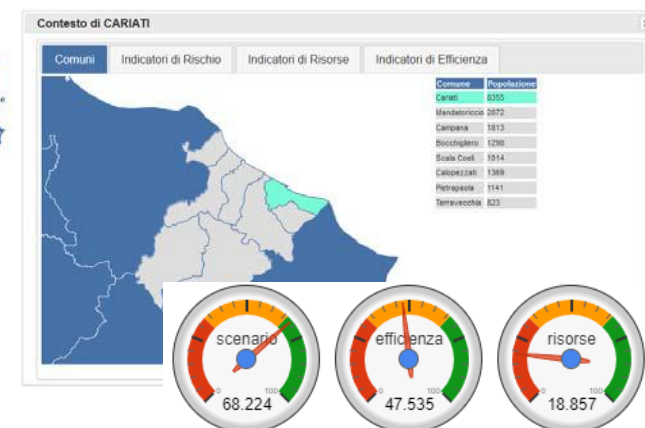 Contesto di CARIATI
Comuni Indicatori di Rischio Indicatori di Risorse Indicatori di Efficienza
Comune Popolazione
Cariati 8355
Mandatoriccio 2872
Campana 1813
Bocchigliero 1298
Scala Coeli 1014
Calopezzati 1389
Pietrapaola 1141
Terravecchia 823
scenario efficienza risorse
0 100 0 100 0 100
68.224 47.535 18.857